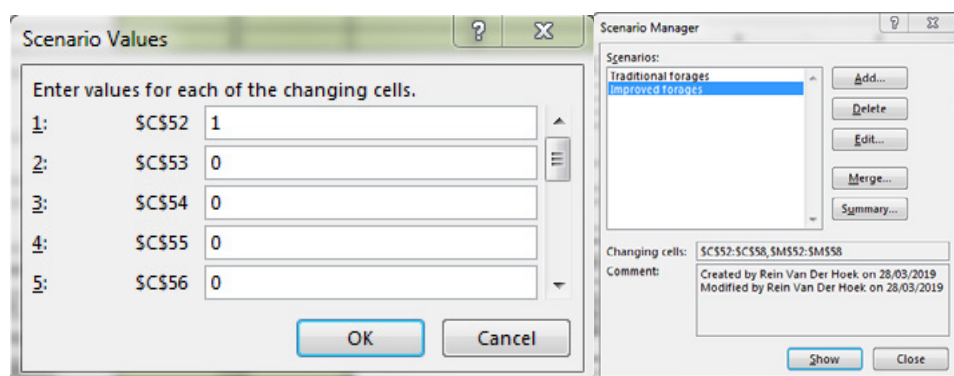 Scenario Values
Enter values for each of the changing cells.
1: $C$52 1
2: $C$53 0
3: $C$54 0
4: $C$55 0
5: $C$56 0
OK Cancel
Scenario Manager
Scenarios:
Traditional forages
Improved forages
Add...
Delete
Edit...
Merge...
Summary...
Changing cells: $C$52:$C$58,$M$52:$M$58
Comment: Created by Rein Van Der Hoek on 28/03/2019
Modified by Rein Van Der Hoek on 28/03/2019
Show Close